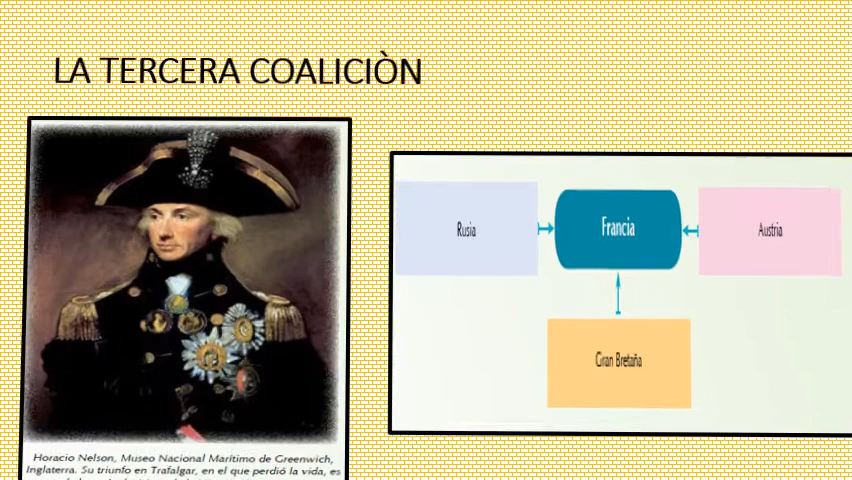 LA TERCERA COALICIÒN
Rusia
Francia
Austria
Gran Bretaña
Horacio Nelson, Museo Nacional Marítimo de Greenwich,
Inglaterra. Su triunfo en Trafalgar, en el que perdió la vida, es